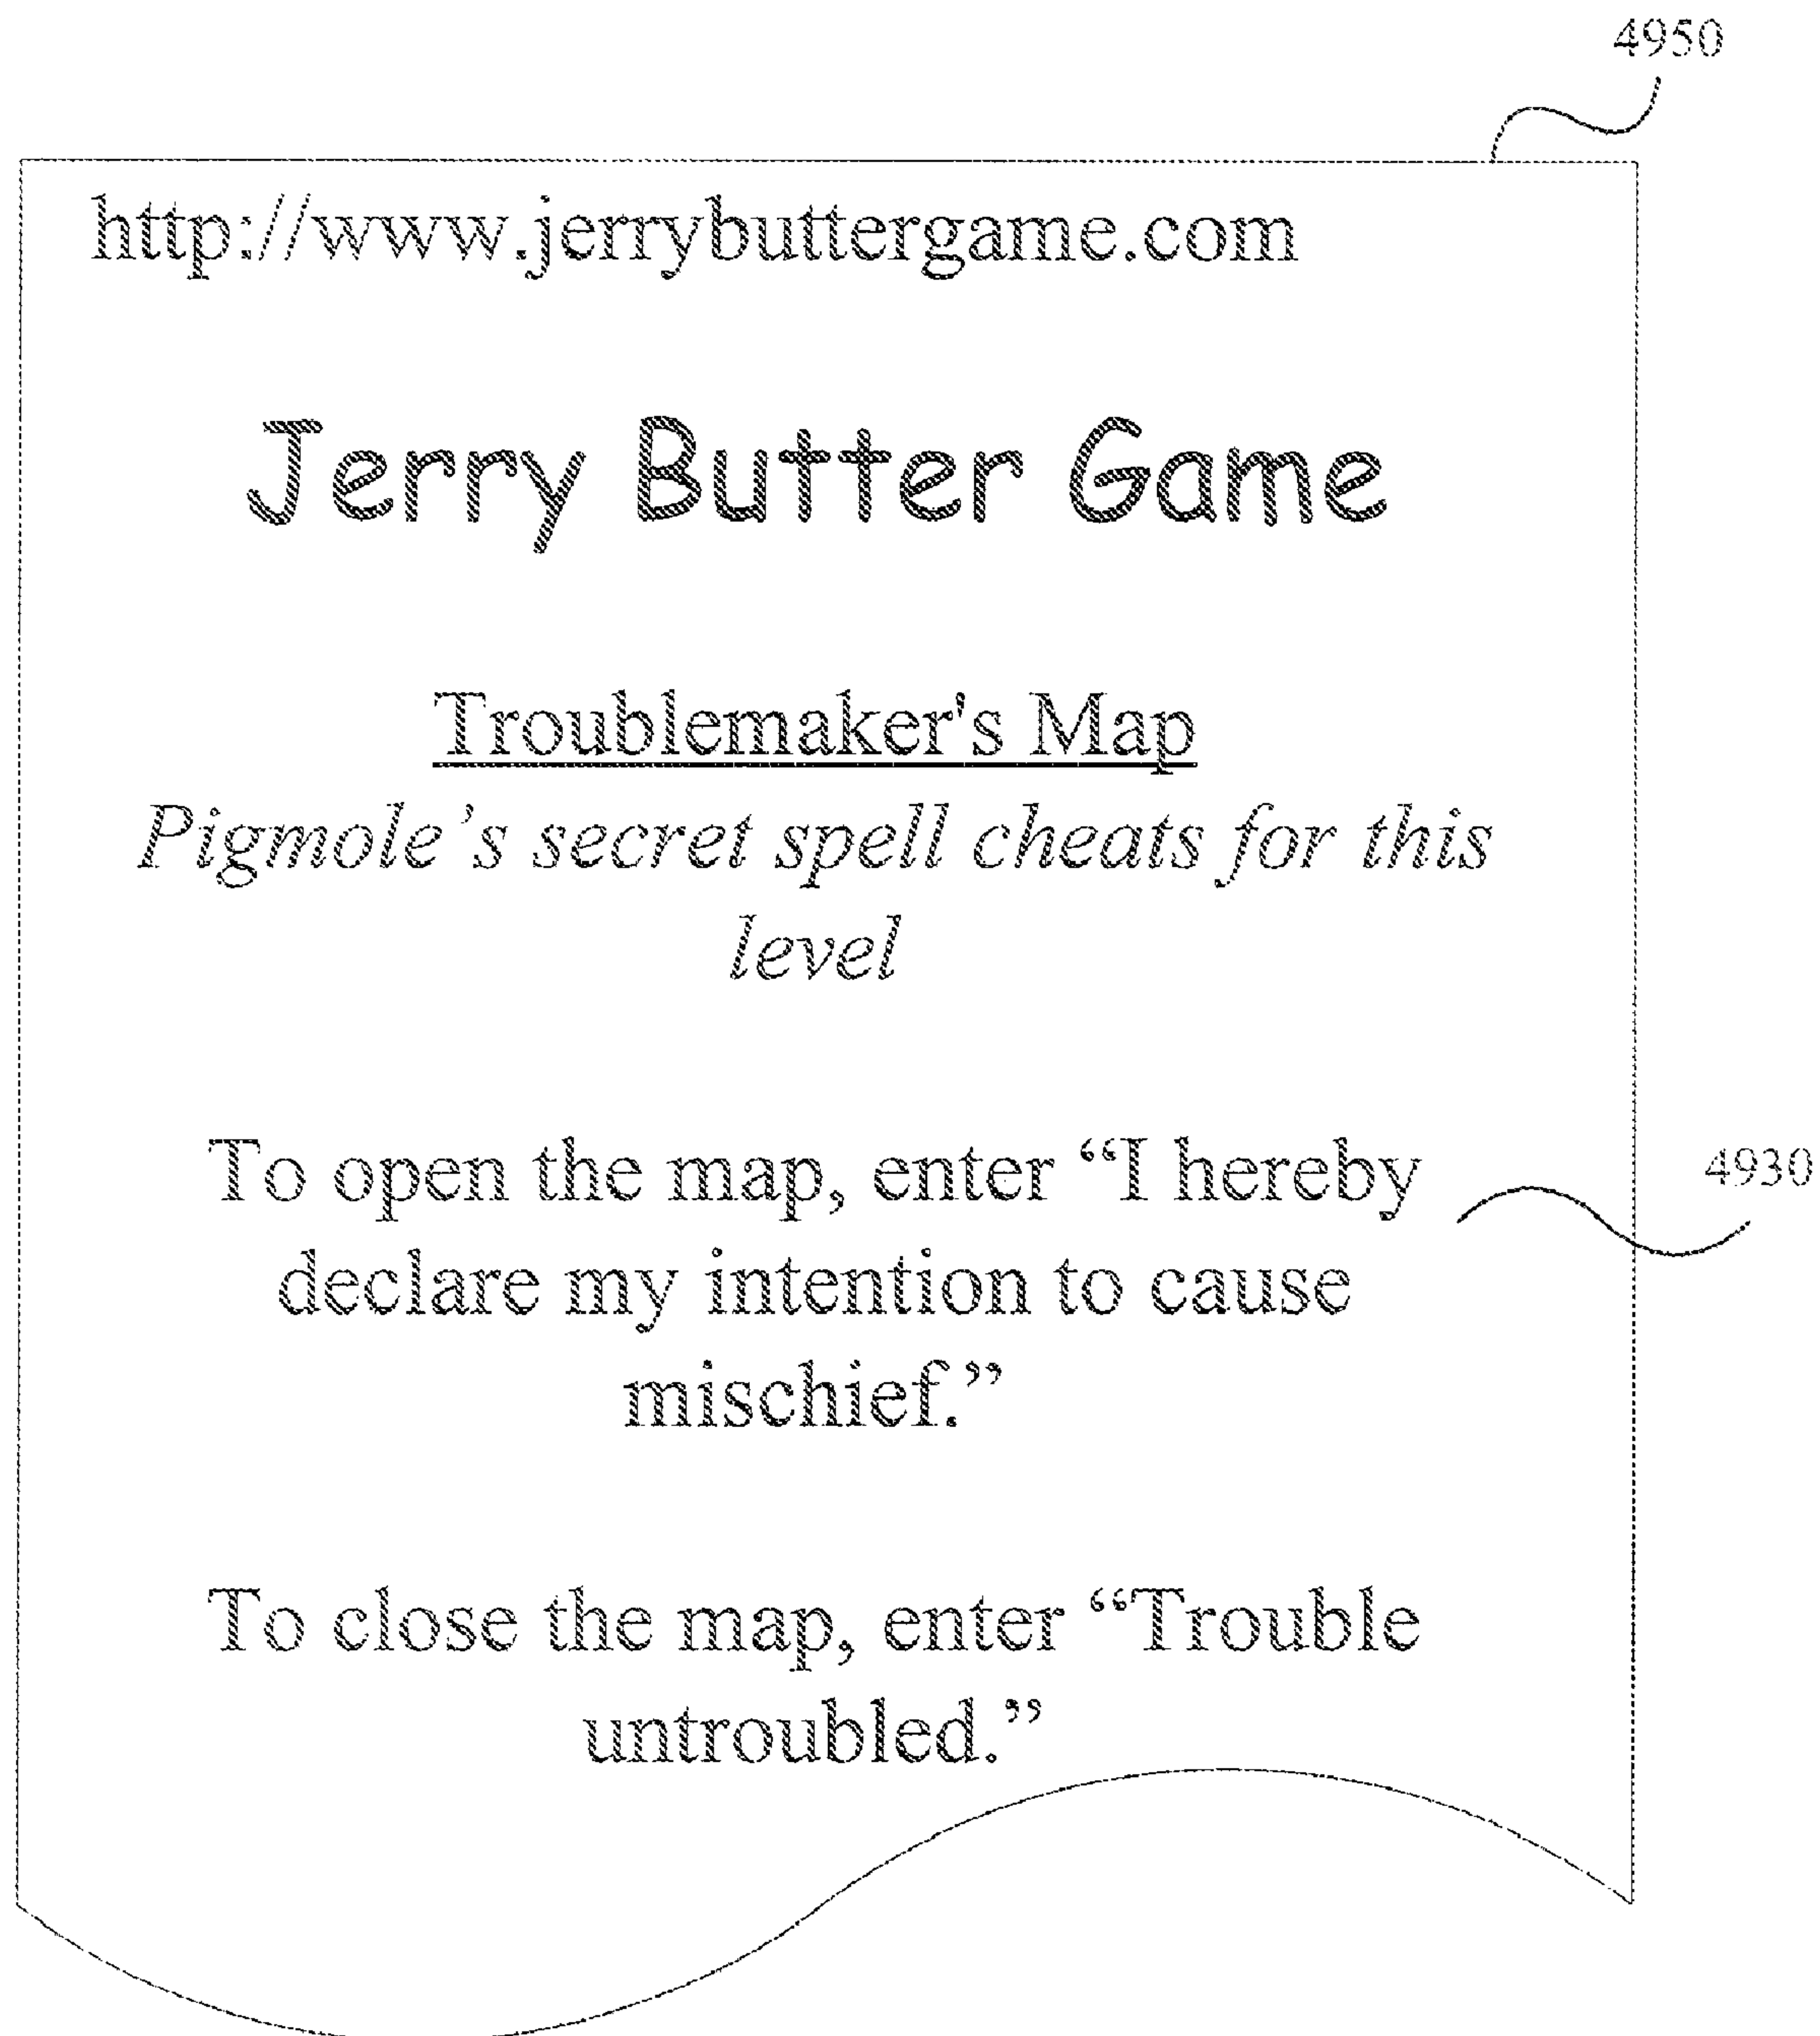 4950
http://www.jerrybuttergame.com
Jerry Butter Game
Troublemaker's Map
Pigmole's secret spell cheats for this
level
To open the map, enter “I hereby
4930
declare my intention to cause
mischief.”
To close the map, enter “Trouble
untroubled.”